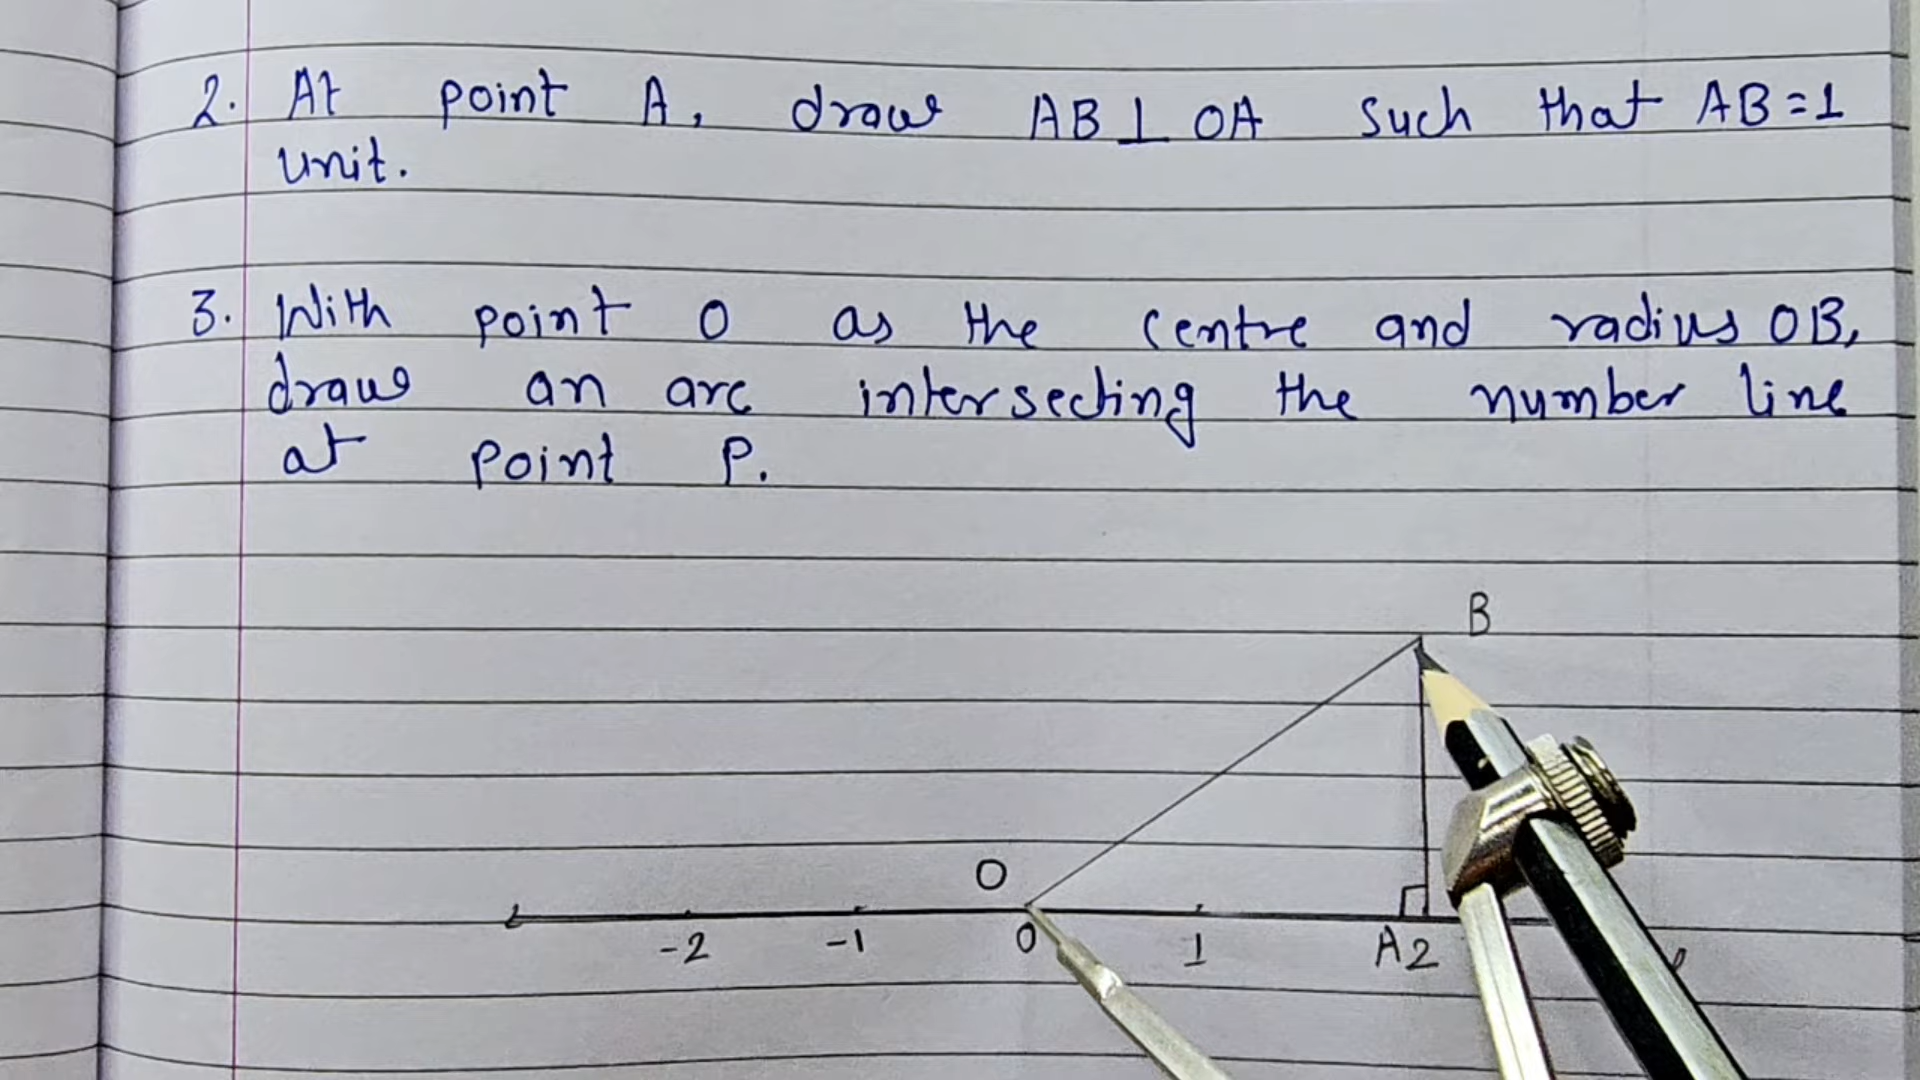 2. At point A, draw AB ⊥ OA such that AB = 1
unit.
3. With point O as the centre and radius OB,
draw an arc intersecting the number line
at point P.
B
O
-2 -1 0 1 A 2